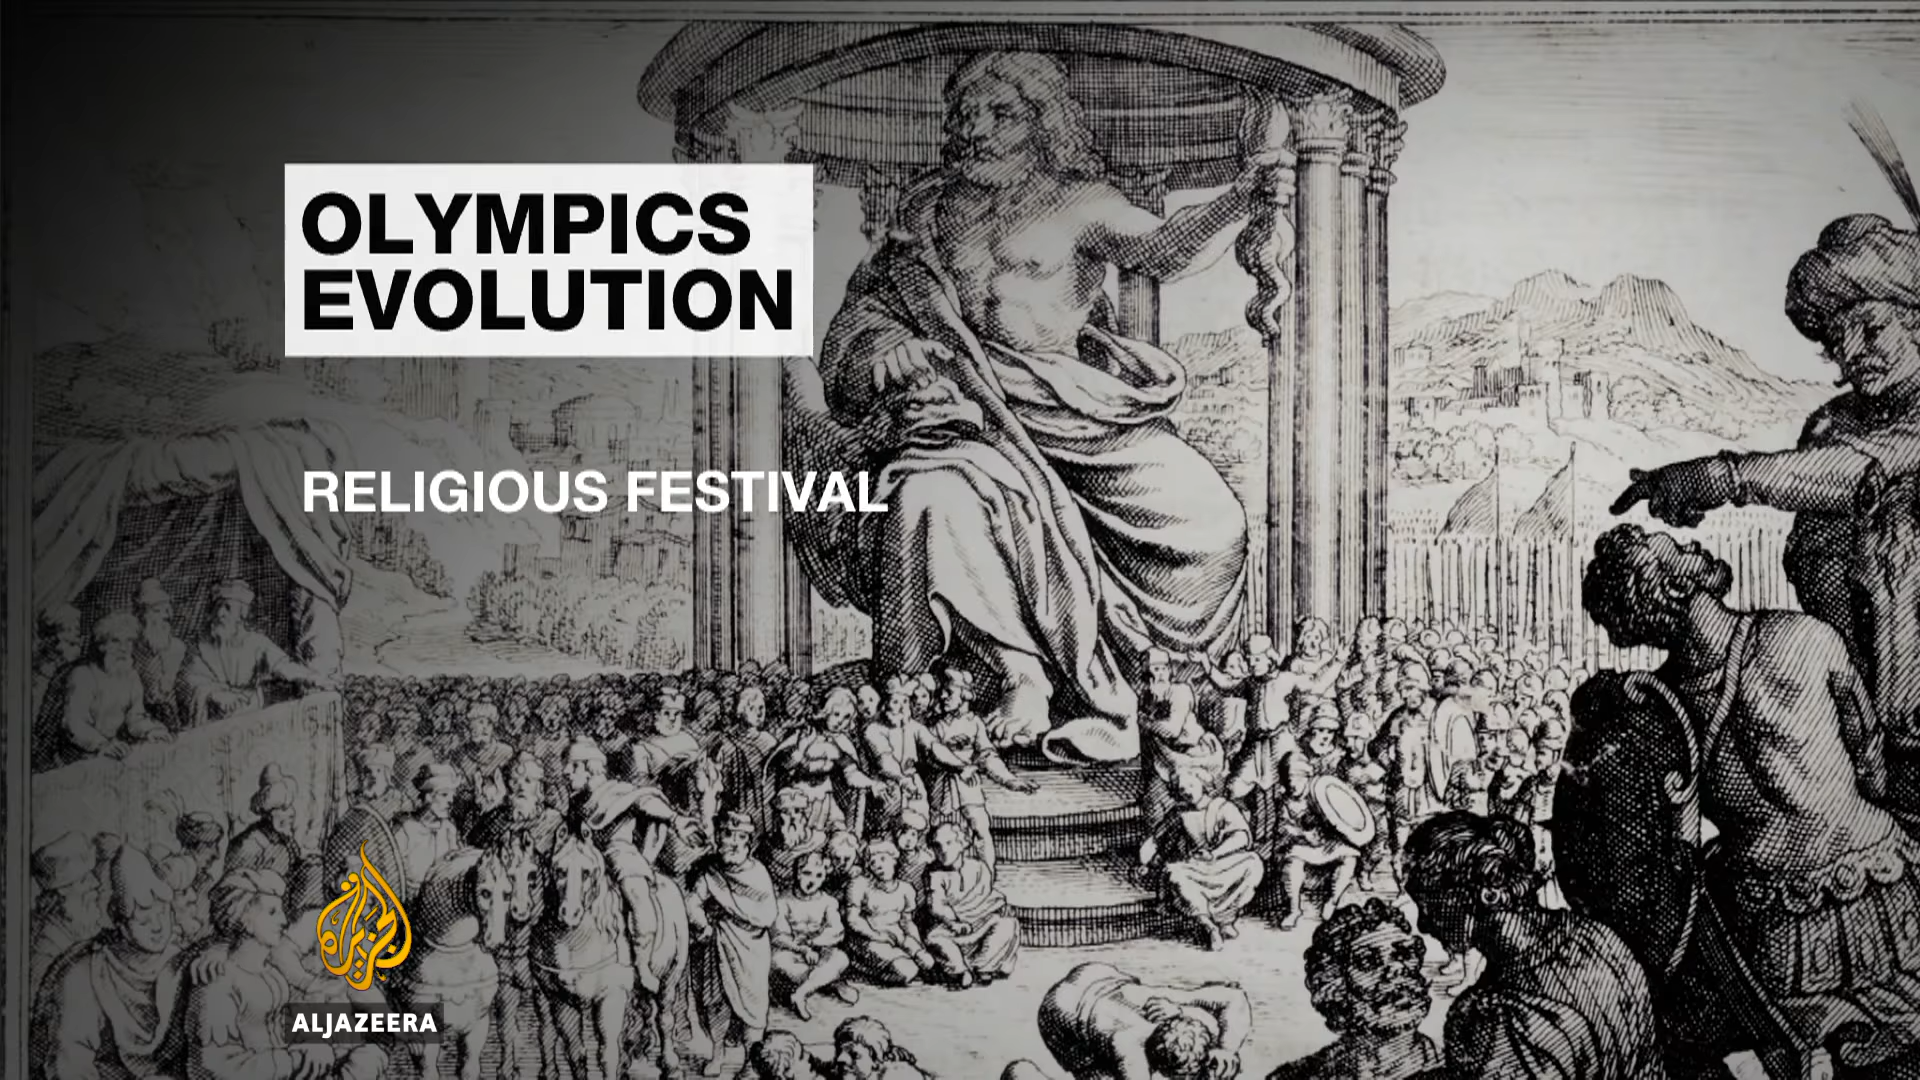 OLYMPICS
EVOLUTION
RELIGIOUS FESTIVAL
الجزيرة
ALJAZEERA